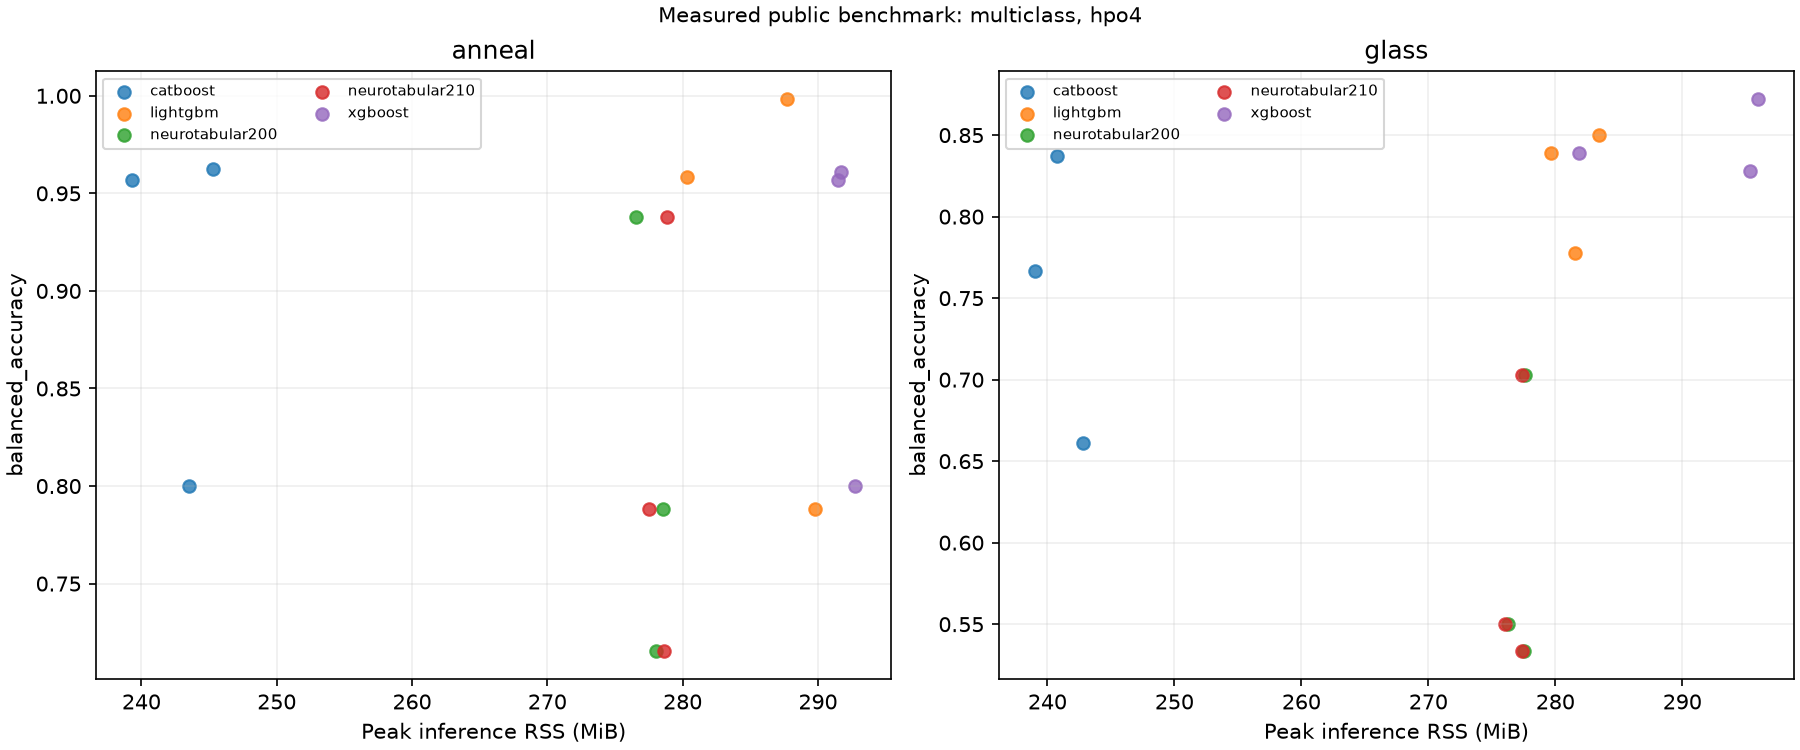 Measured public benchmark: multiclass, hpo4
anneal
catboost
lightgbm
neurotabular200
neurotabular210
xgboost
balanced_accuracy
1.00
0.95
0.90
0.85
0.80
0.75
240
250
260
270
280
290
Peak inference RSS (MiB)
glass
catboost
lightgbm
neurotabular200
neurotabular210
xgboost
balanced_accuracy
0.85
0.80
0.75
0.70
0.65
0.60
0.55
240
250
260
270
280
290
Peak inference RSS (MiB)